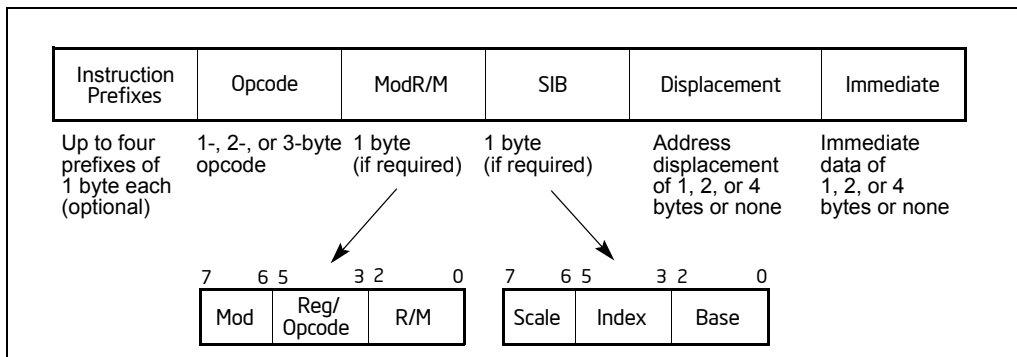 Instruction Prefixes
Opcode
ModR/M
SIB
Displacement
Immediate
Up to four
prefixes of
1 byte each
(optional)
1-, 2-, or 3-byte
opcode
1 byte
(if required)
1 byte
(if required)
Address
displacement
of 1, 2, or 4
bytes or none
Immediate
data of
1, 2, or 4
bytes or none
7 6 5 3 2 0
Mod
Reg/
Opcode
R/M
7 6 5 3 2 0
Scale
Index
Base